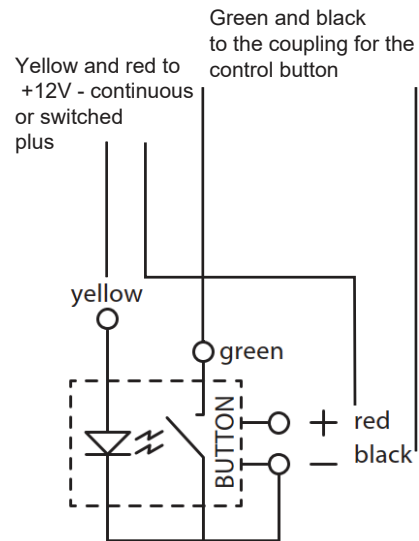 Green and black
to the coupling for the
control button
Yellow and red to
+12V - continuous
or switched
plus
yellow
green
BUTTON
+ red
− black